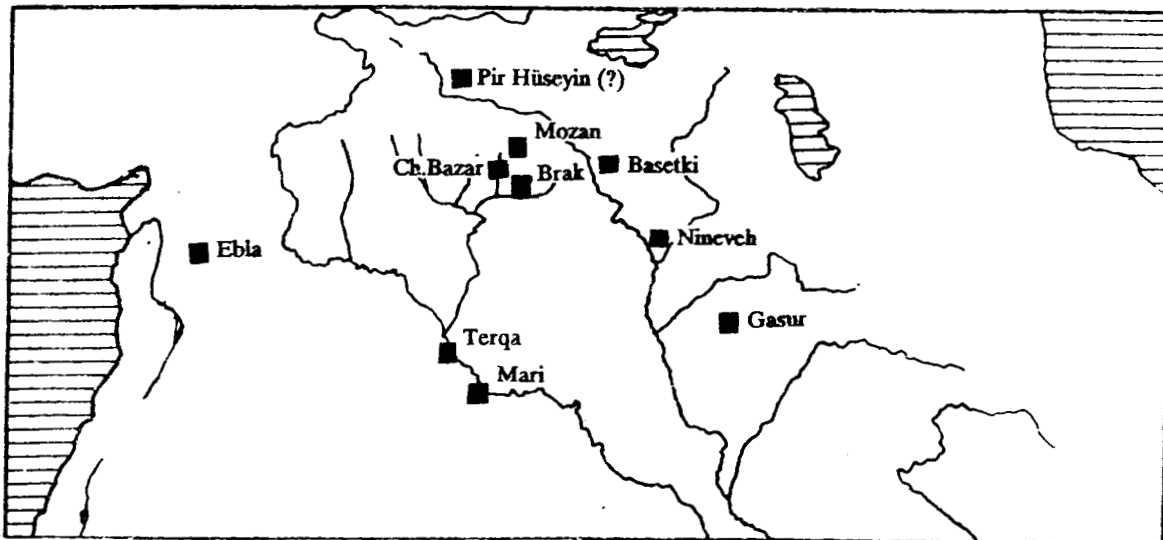 Pir Hüseyin (?)
Mozan
Ch.Bazar
Brak
Basetki
Nineveh
Ebla
Gasur
Terqa
Mari